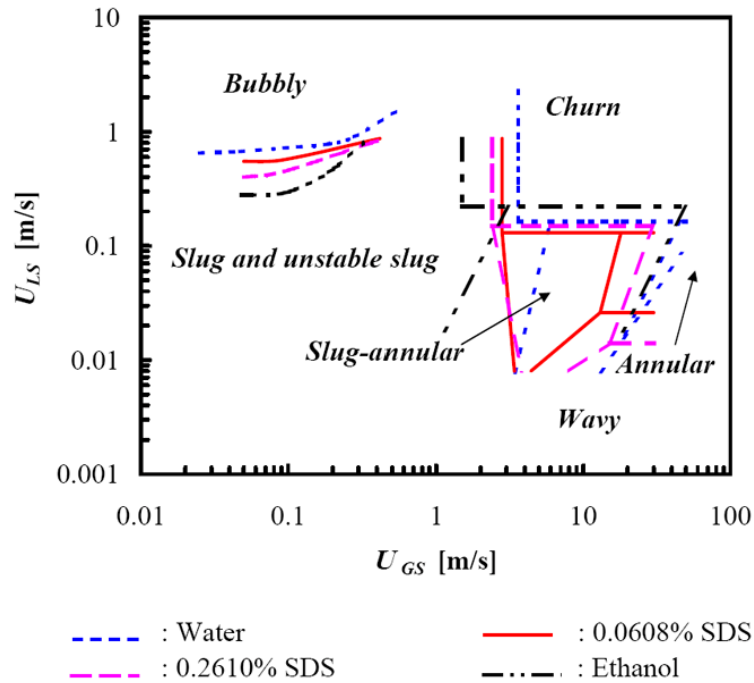 10
Bubbly
Churn
1
U_LS [m/s]
0.1
Slug and unstable slug
Slug-annular
Annular
0.01
Wavy
0.001
0.01 0.1 1 10 100
U_GS [m/s]
: Water : 0.0608% SDS
: 0.2610% SDS : Ethanol